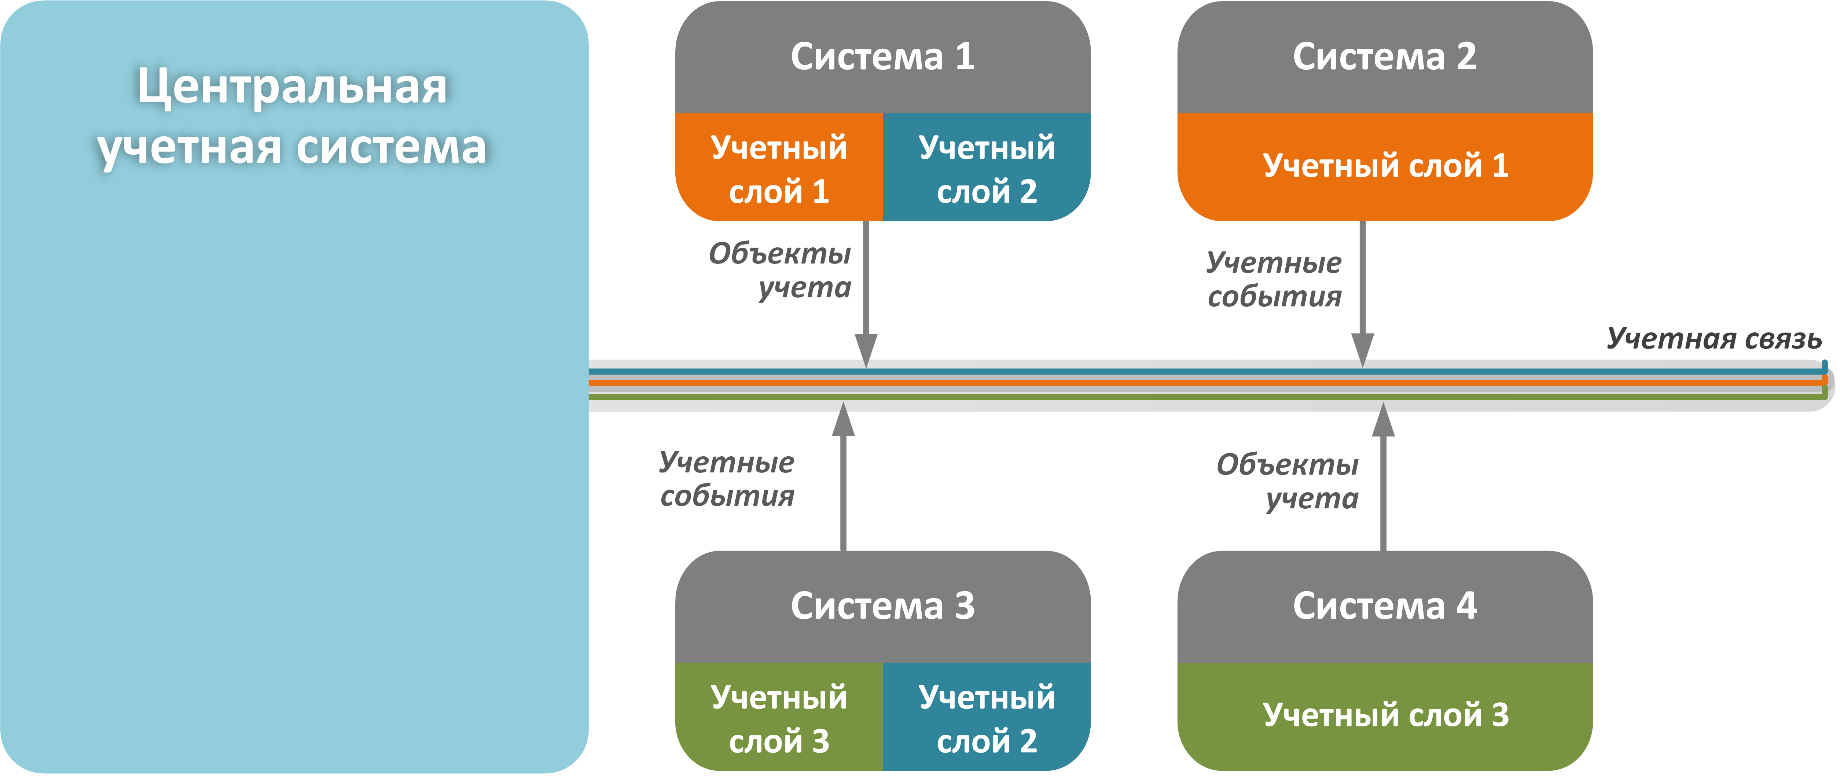 Центральная
учетная система
Система 1
Учетный
слой 1
Учетный
слой 2
Система 2
Учетный слой 1
Объекты
учета
Учетные
события
Учетная связь
Учетные
события
Объекты
учета
Система 3
Учетный
слой 3
Учетный
слой 2
Система 4
Учетный слой 3